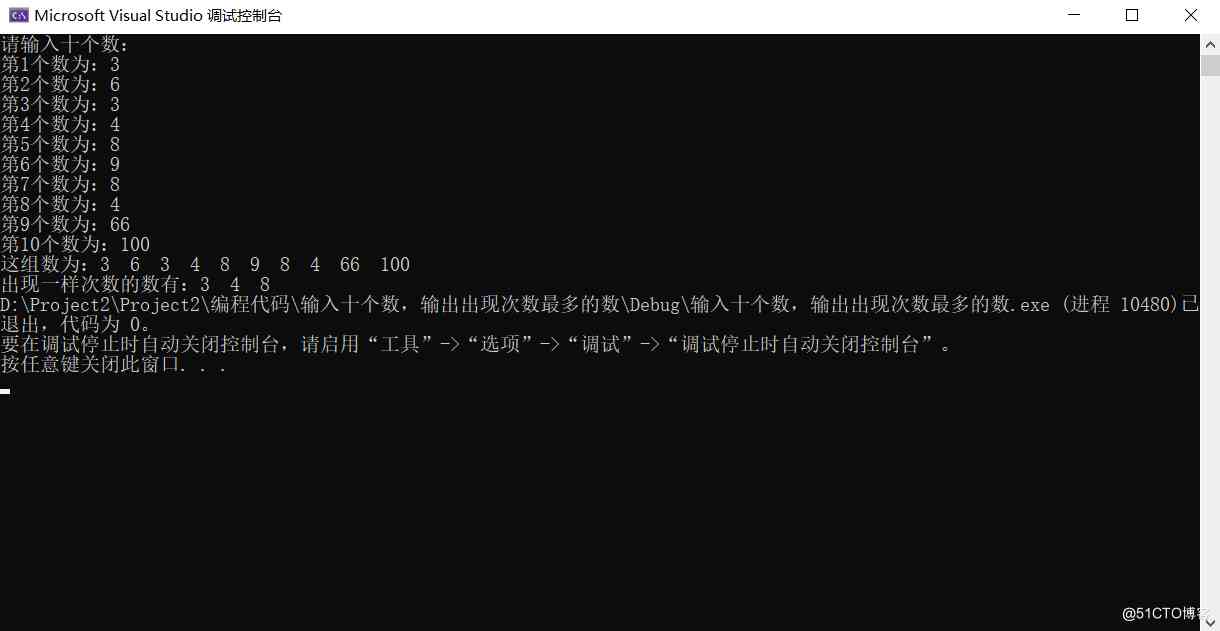 Microsoft Visual Studio 调试控制台
请输入十个数：
第1个数为：3
第2个数为：6
第3个数为：3
第4个数为：4
第5个数为：8
第6个数为：9
第7个数为：8
第8个数为：4
第9个数为：66
第10个数为：100
这组数为：3  6  3  4  8  9  8  4  66  100
出现一样次数的数有：3  4  8
D:\Project2\Project2\编程代码\输入十个数，输出出现次数最多的数\Debug\输入十个数，输出出现次数最多的数.exe (进程 10480)已
退出，代码为 0。
要在调试停止时自动关闭控制台，请启用“工具”->“选项”->“调试”->“调试停止时自动关闭控制台”。
按任意键关闭此窗口. . .
@51CTO博客